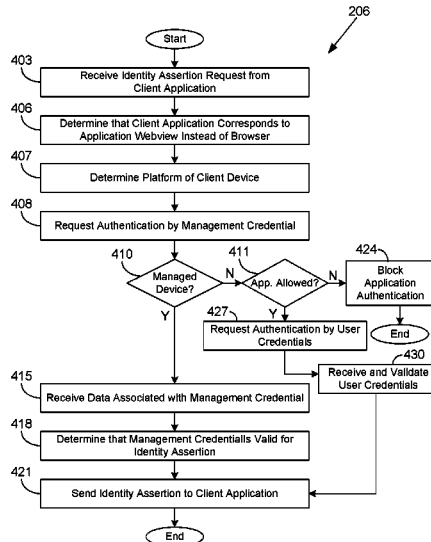 206
Start
403
Receive Identity Assertion Request from
Client Application
406
Determine that Client Application Corresponds to
Application Webview Instead of Browser
407
Determine Platform of Client Device
408
Request Authentication by Management Credential
410
Managed
Device?
N
Y
411
App. Allowed?
N
Y
424
Block
Application
Authentication
End
427
Request Authentication by User
Credentials
430
Receive and Validate
User Credentials
415
Receive Data Associated with Management Credential
418
Determine that Management CredentialIs Valid for
Identity Assertion
421
Send Identity Assertion to Client Application
End